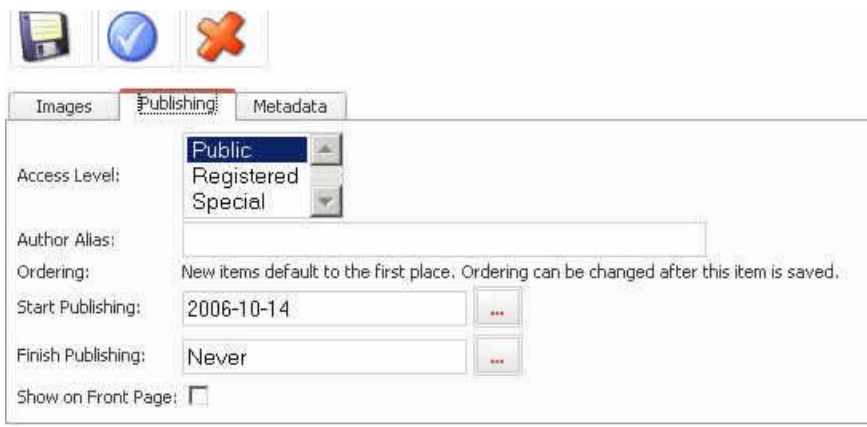 Images Publishing Metadata
Access Level:
Public
Registered
Special
Author Alias:
Ordering: New items default to the first place. Ordering can be changed after this item is saved.
Start Publishing: 2006-10-14 ...
Finish Publishing: Never ...
Show on Front Page: